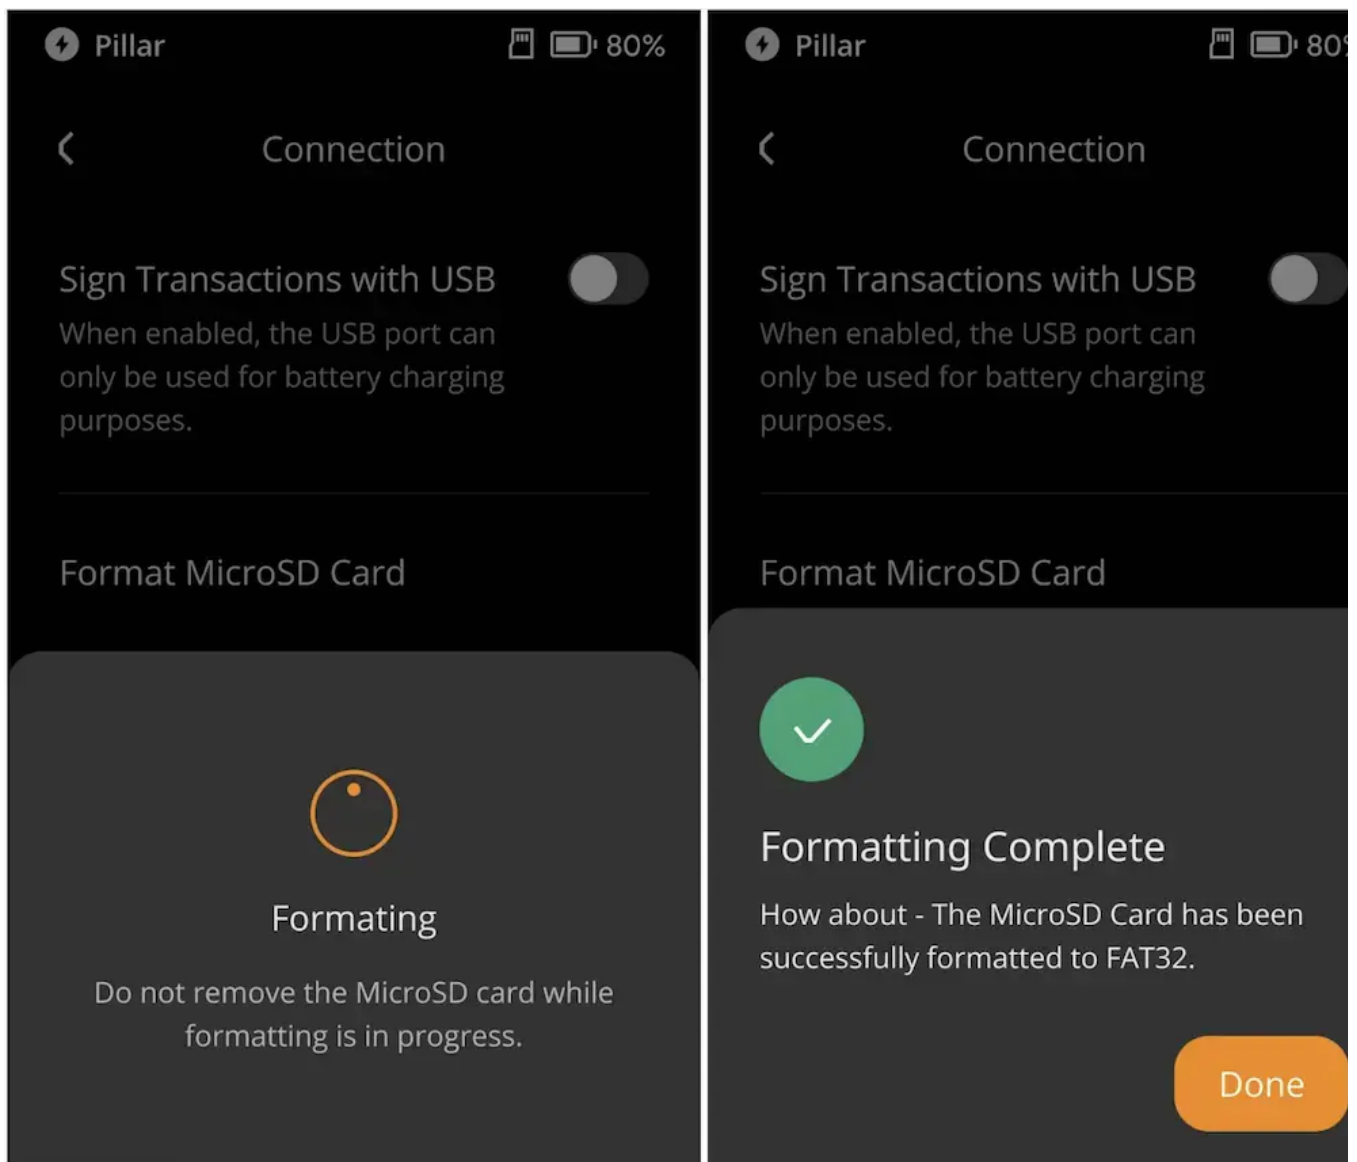 Pillar 80%
Connection
Sign Transactions with USB
When enabled, the USB port can
only be used for battery charging
purposes.
Format MicroSD Card
Formating
Do not remove the MicroSD card while
formatting is in progress.
Pillar 80%
Connection
Sign Transactions with USB
When enabled, the USB port can
only be used for battery charging
purposes.
Format MicroSD Card
Formatting Complete
How about - The MicroSD Card has been
successfully formatted to FAT32.
Done